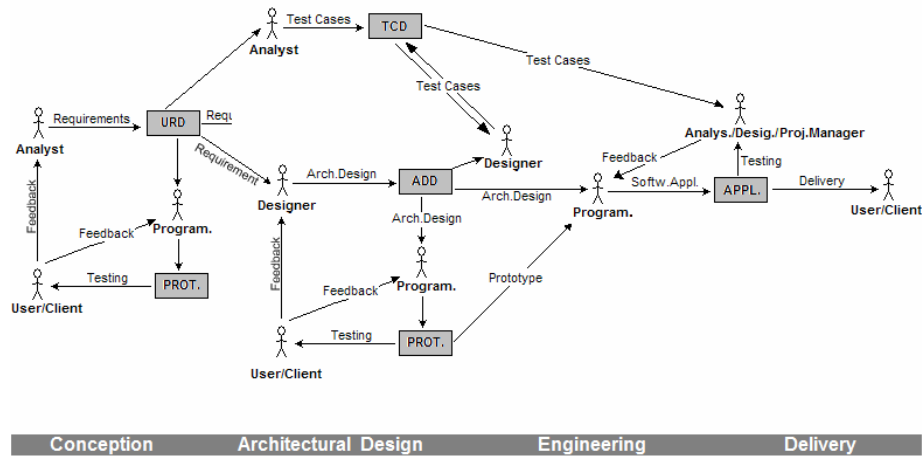 Test Cases
TCD
Analyst
Test Cases
Test Cases
Requirements
URD
Analyst
Analys./Desig./Proj.Manager
Requirement
Designer
Feedback
Testing
Arch.Design
ADD
Softw.Appl.
APPL.
Delivery
Designer
Arch.Design
Program.
User/Client
Feedback
Program.
Arch.Design
Feedback
Feedback
Testing
PROT.
Program.
Prototype
User/Client
Feedback
Testing
PROT.
User/Client
Conception Architectural Design Engineering Delivery